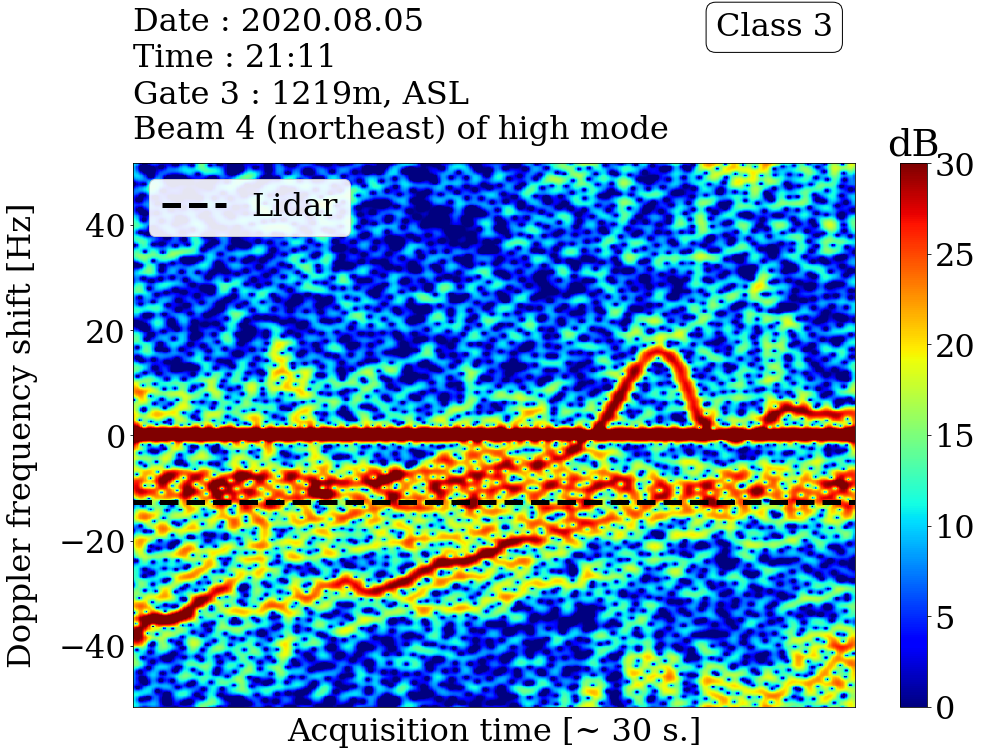 Date : 2020.08.05
Time : 21:11
Gate 3 : 1219m, ASL
Beam 4 (northeast) of high mode
Class 3
dB
Lidar
Doppler frequency shift [Hz]
40
20
0
−20
−40
30
25
20
15
10
5
0
Acquisition time [~ 30 s.]